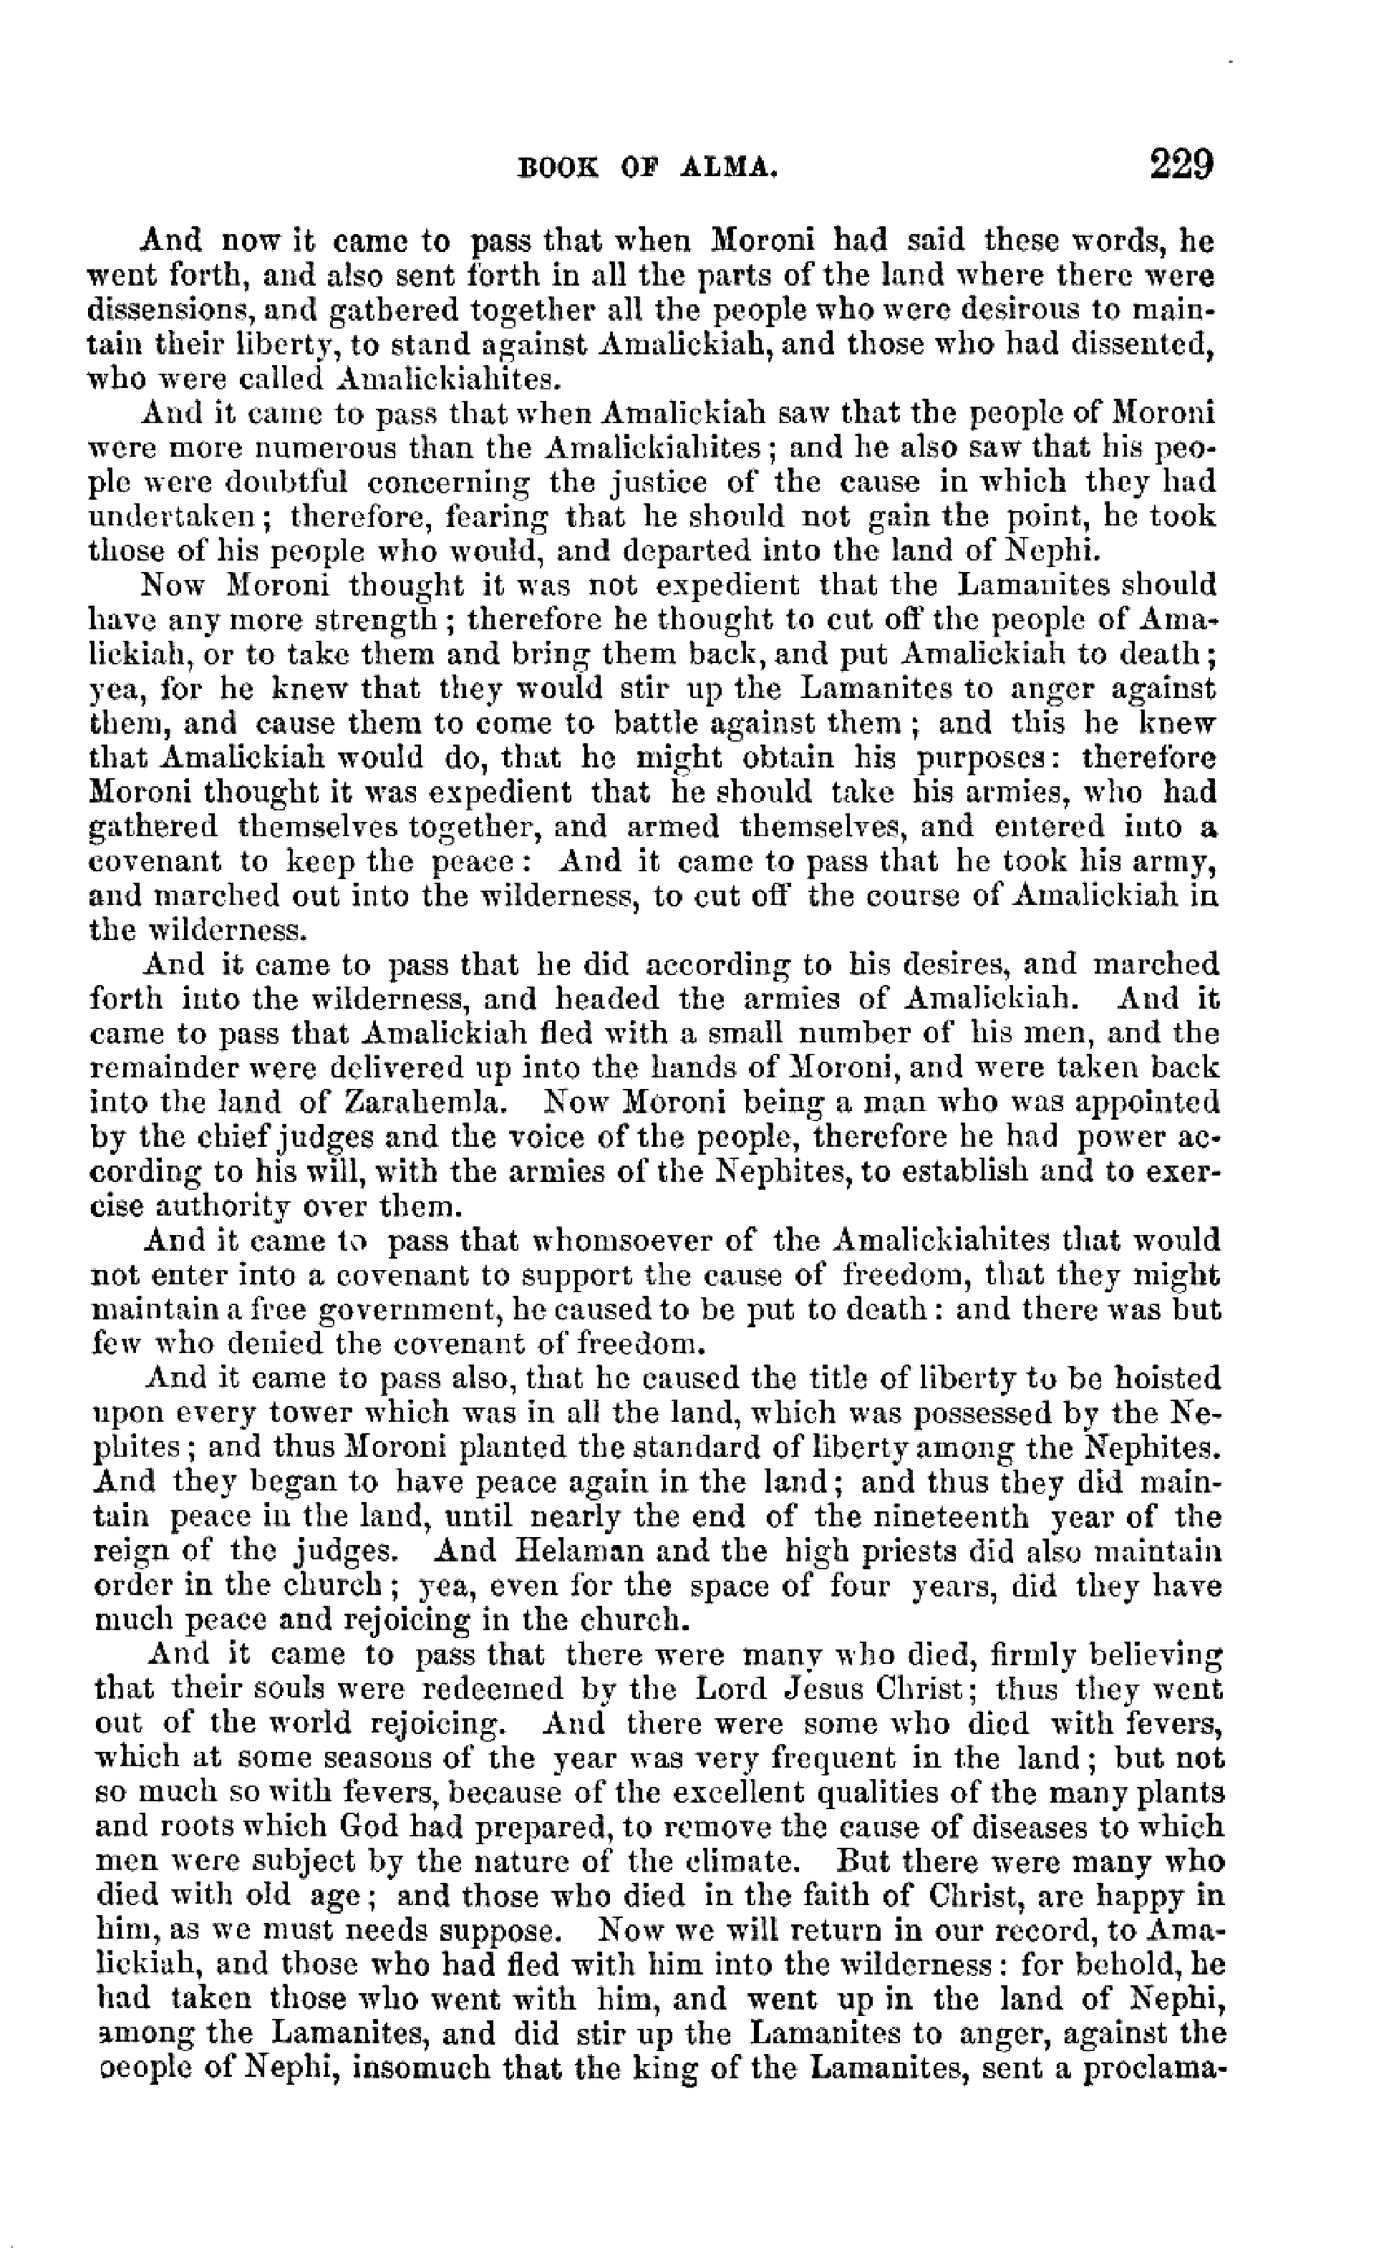 BOOK OF ALMA. 229
And now it came to pass that when Moroni had said these words, he
went forth, and also sent forth in all the parts of the land where there were
dissensions, and gathered together all the people who were desirous to main-
tain their liberty, to stand against Amalickiah, and those who had dissented,
who were called Amalickiahites.
And it came to pass that when Amalickiah saw that the people of Moroni
were more numerous than the Amalickiahites; and he also saw that his peo-
ple were doubtful concerning the justice of the cause in which they had
undertaken; therefore, fearing that he should not gain the point, he took
those of his people who would, and departed into the land of Nephi.
Now Moroni thought it was not expedient that the Lamanites should
have any more strength; therefore he thought to cut off the people of Ama-
lickiah, or to take them and bring them back, and put Amalickiah to death;
yea, for he knew that they would stir up the Lamanites to anger against
them, and cause them to come to battle against them; and this he knew
that Amalickiah would do, that he might obtain his purposes: therefore
Moroni thought it was expedient that he should take his armies, who had
gathered themselves together, and armed themselves, and entered into a
covenant to keep the peace: And it came to pass that he took his army,
and marched out into the wilderness, to cut off the course of Amalickiah in
the wilderness.
And it came to pass that he did according to his desires, and marched
forth into the wilderness, and headed the armies of Amalickiah. And it
came to pass that Amalickiah fled with a small number of his men, and the
remainder were delivered up into the hands of Moroni, and were taken back
into the land of Zarahemla. Now Moroni being a man who was appointed
by the chief judges and the voice of the people, therefore he had power ac-
cording to his will, with the armies of the Nephites, to establish and to exer-
cise authority over them.
And it came to pass that whomsoever of the Amalickiahites that would
not enter into a covenant to support the cause of freedom, that they might
maintain a free government, he caused to be put to death: and there was but
few who denied the covenant of freedom.
And it came to pass also, that he caused the title of liberty to be hoisted
upon every tower which was in all the land, which was possessed by the Ne-
phites; and thus Moroni planted the standard of liberty among the Nephites.
And they began to have peace again in the land; and thus they did main-
tain peace in the land, until nearly the end of the nineteenth year of the
reign of the judges. And Helaman and the high priests did also maintain
order in the church; yea, even for the space of four years, did they have
much peace and rejoicing in the church.
And it came to pass that there were many who died, firmly believing
that their souls were redeemed by the Lord Jesus Christ; thus they went
out of the world rejoicing. And there were some who died with fevers,
which at some seasons of the year was very frequent in the land; but not
so much so with fevers, because of the excellent qualities of the many plants
and roots which God had prepared, to remove the cause of diseases to which
men were subject by the nature of the climate. But there were many who
died with old age; and those who died in the faith of Christ, are happy in
him, as we must needs suppose. Now we will return in our record, to Ama-
lickiah, and those who had fled with him into the wilderness: for behold, he
had taken those who went with him, and went up in the land of Nephi,
among the Lamanites, and did stir up the Lamanites to anger, against the
people of Nephi, insomuch that the king of the Lamanites, sent a proclama-